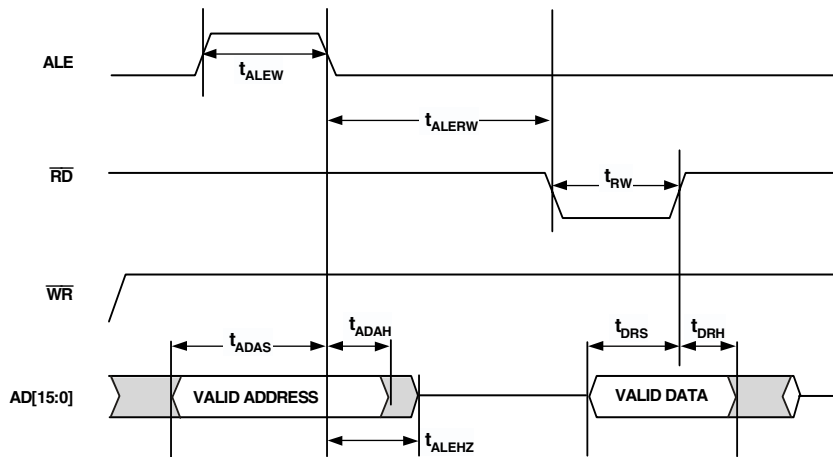 ALE
tALEW
tALERW
RD
tRW
WR
tADAS
tADAH
tDRS
tDRH
AD[15:0]
VALID ADDRESS
VALID DATA
tALEHZ